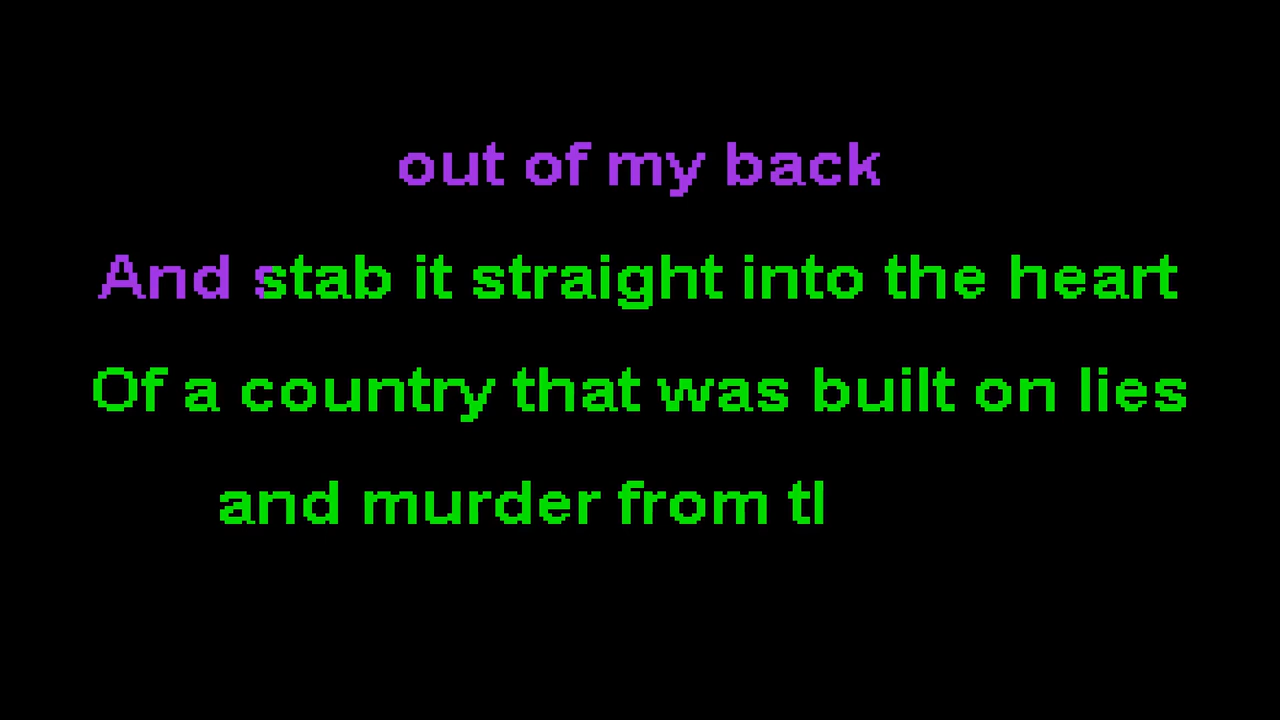 out of my back
And stab it straight into the heart
Of a country that was built on lies
and murder from